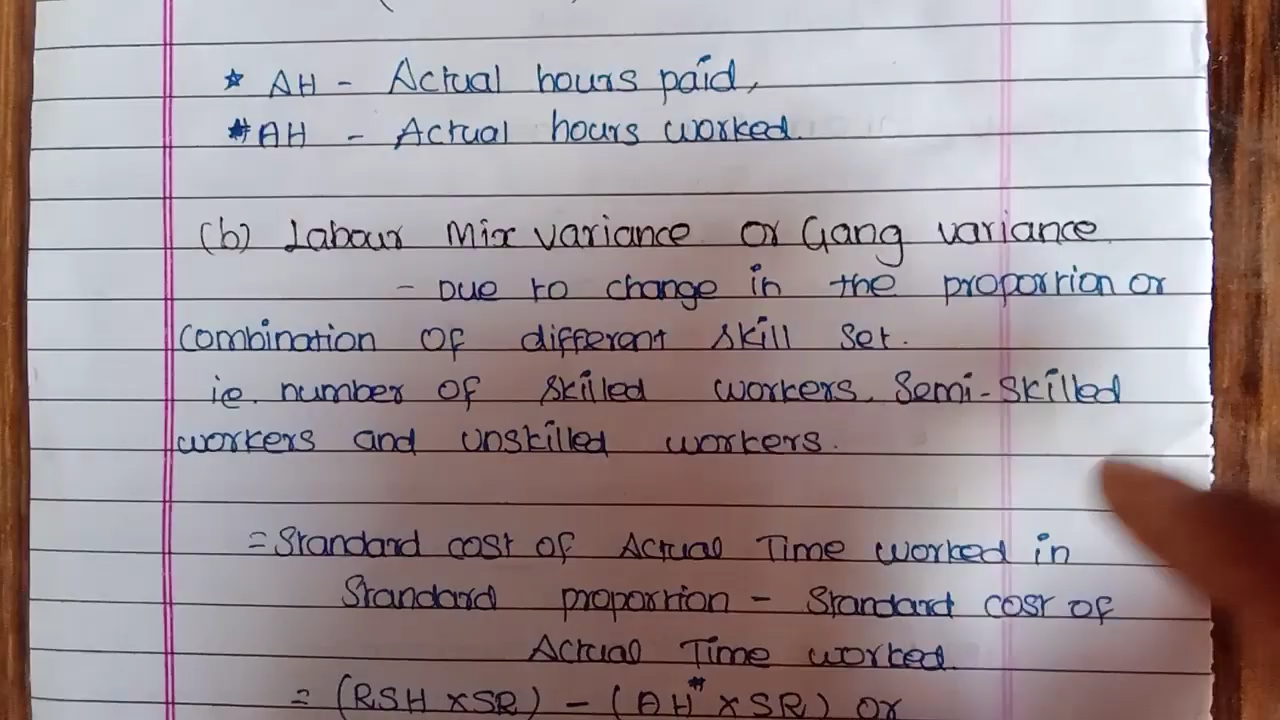 ☆ AH - Actual hours paid,
#AH - Actual hours worked.
(b) Labour Mix variance or Gang variance
- Due to change in the proportion or
combination of different skill set.
ie. number of skilled workers, Semi-skilled
workers and unskilled workers.
= Standard cost of Actual Time worked in
Standard proportion - Standard cost of
Actual Time worked.
= (RSH x SR) - (AH# x SR) or